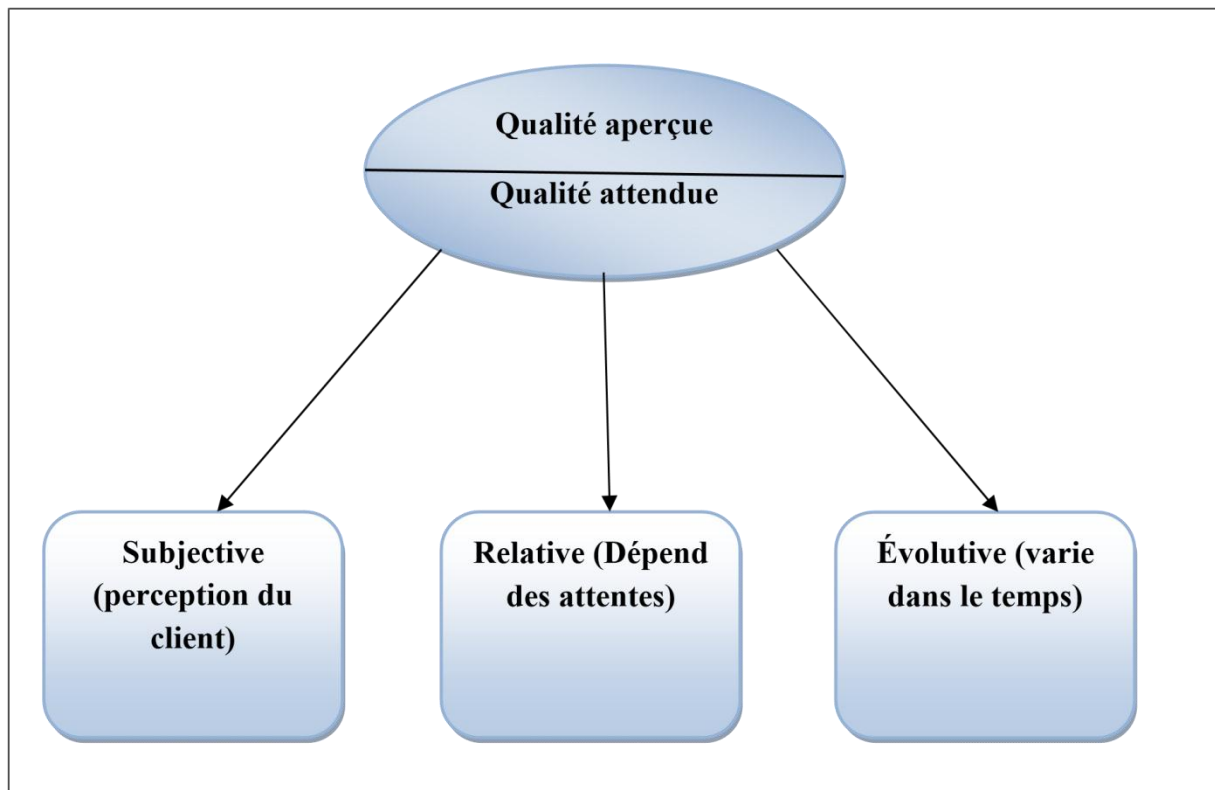 Qualité aperçue
Qualité attendue
Subjective
(perception du
client)
Relative (Dépend
des attentes)
Évolutive (varie
dans le temps)